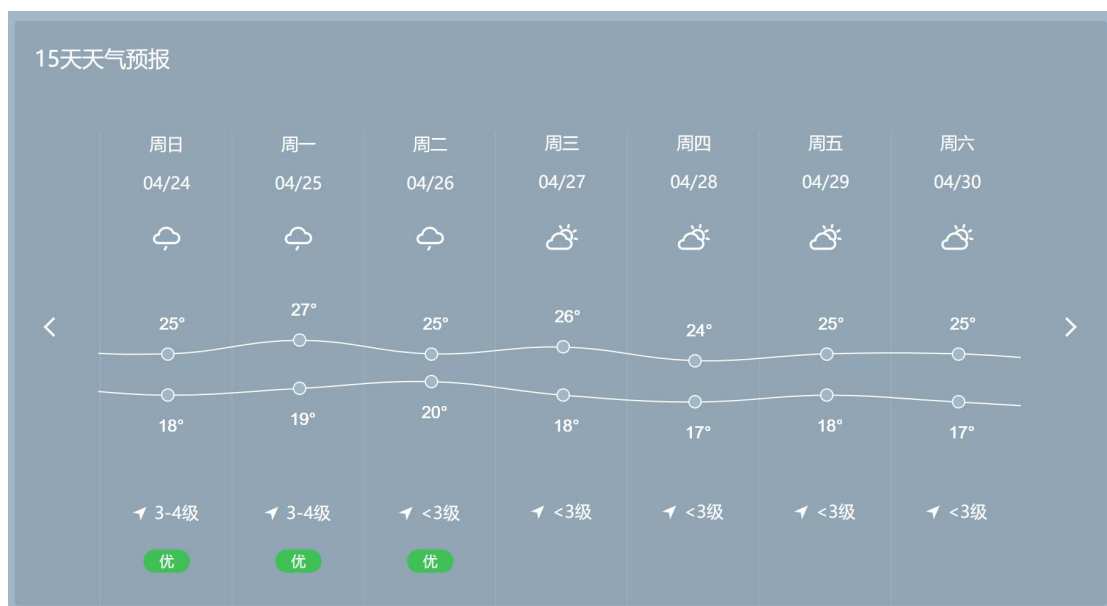 15天天气预报
周日 周一 周二 周三 周四 周五 周六
04/24 04/25 04/26 04/27 04/28 04/29 04/30
25° 27° 25° 26° 24° 25° 25°
18° 19° 20° 18° 17° 18° 17°
3-4级 3-4级 <3级 <3级 <3级 <3级 <3级
优 优 优